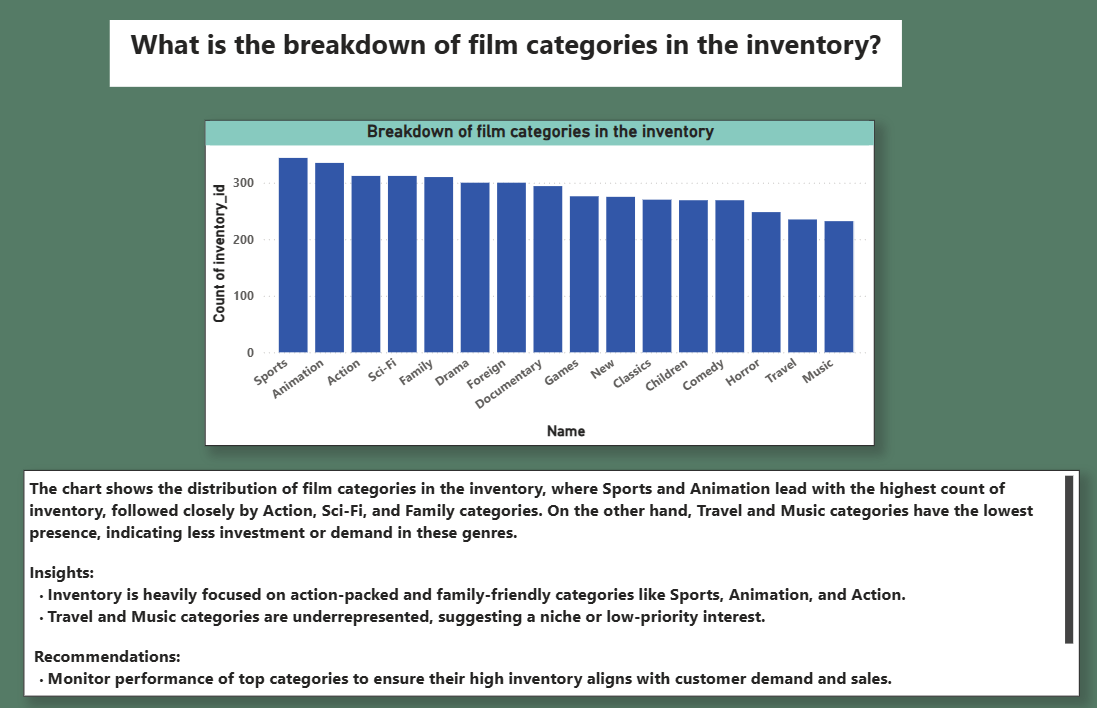 What is the breakdown of film categories in the inventory?
Breakdown of film categories in the inventory
Count of inventory_id
300
200
100
0
Sports
Animation
Action
Sci-Fi
Family
Drama
Foreign
Documentary
Games
New
Classics
Children
Comedy
Horror
Travel
Music
Name
The chart shows the distribution of film categories in the inventory, where Sports and Animation lead with the highest count of
inventory, followed closely by Action, Sci-Fi, and Family categories. On the other hand, Travel and Music categories have the lowest
presence, indicating less investment or demand in these genres.
Insights:
• Inventory is heavily focused on action-packed and family-friendly categories like Sports, Animation, and Action.
• Travel and Music categories are underrepresented, suggesting a niche or low-priority interest.
Recommendations:
• Monitor performance of top categories to ensure their high inventory aligns with customer demand and sales.